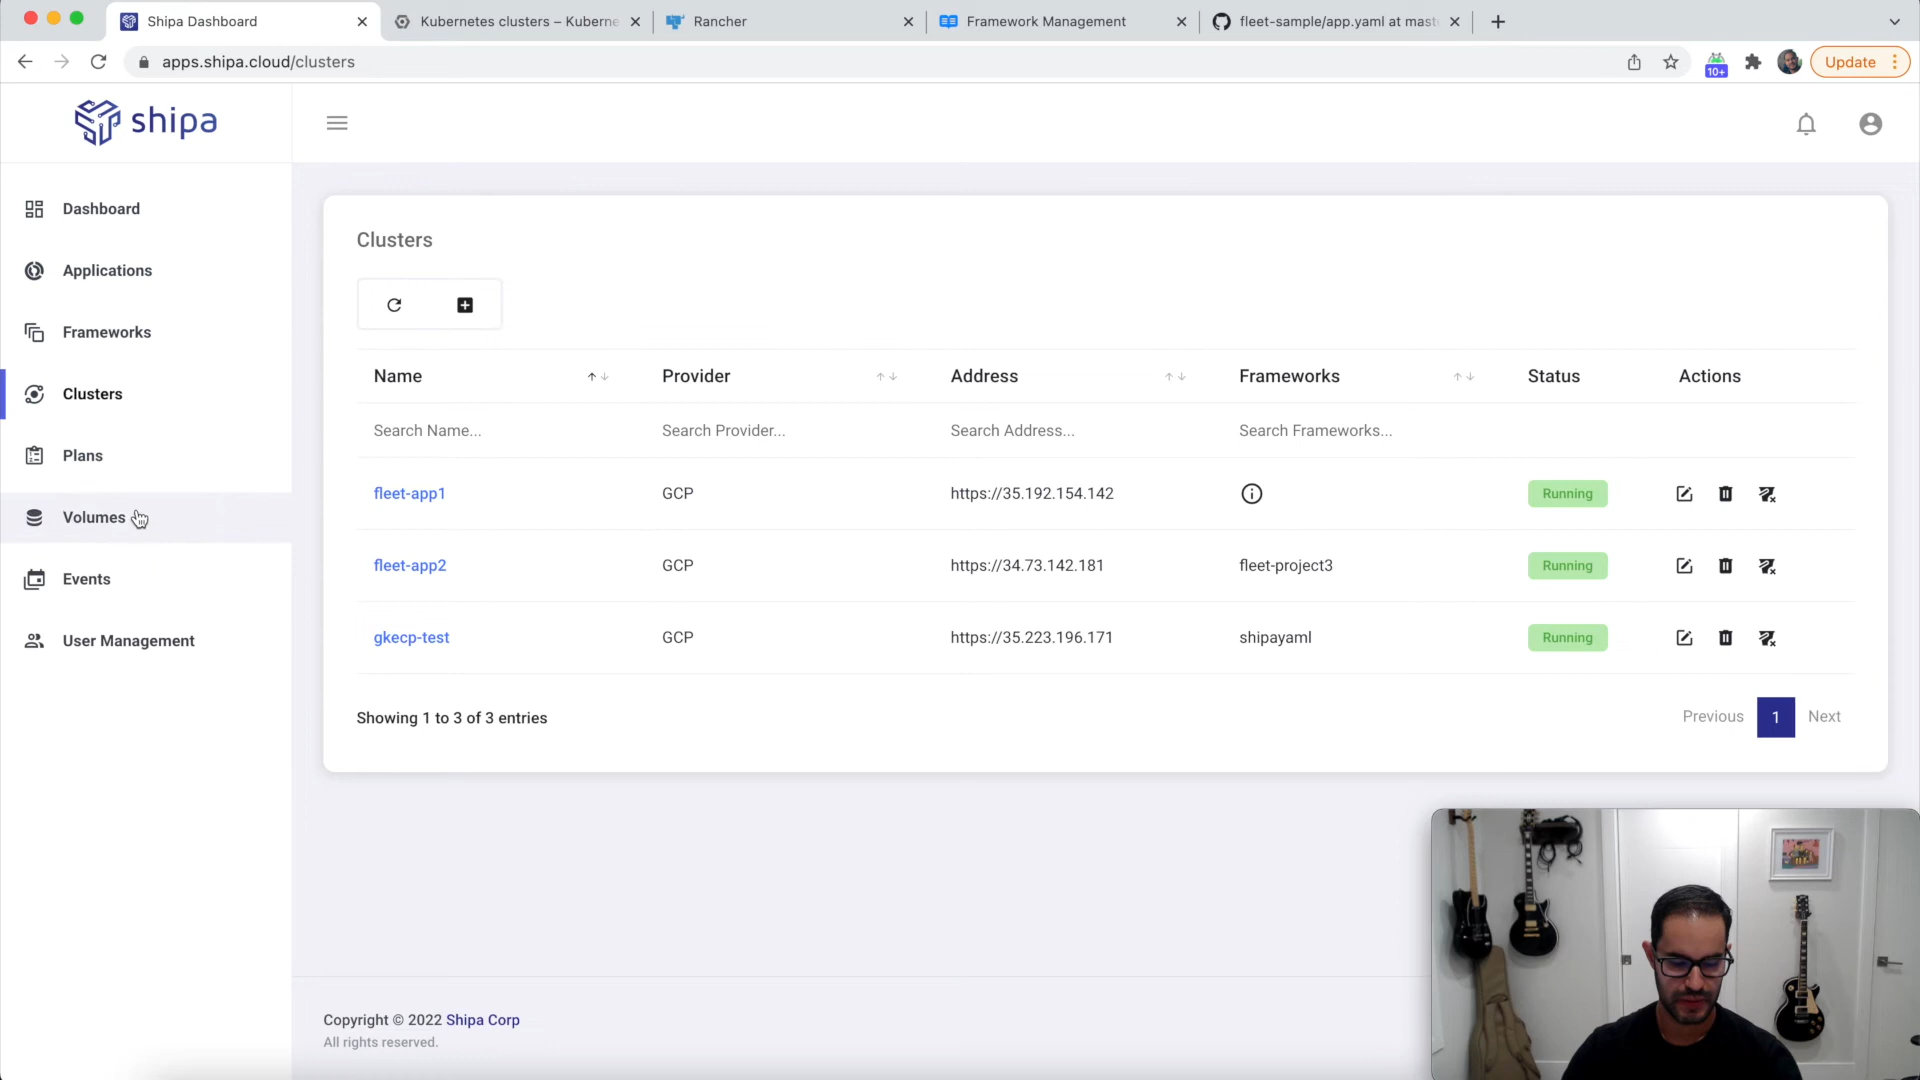 Shipa Dashboard
Kubernetes clusters – Kuberne
Rancher
Framework Management
fleet-sample/app.yaml at mast
apps.shipa.cloud/clusters
10+
Update
shipa
Dashboard
Applications
Frameworks
Clusters
Plans
Volumes
Events
User Management
Clusters
Name
Provider
Address
Frameworks
Status
Actions
Search Name...
Search Provider...
Search Address...
Search Frameworks...
fleet-app1
GCP
https://35.192.154.142
Running
fleet-app2
GCP
https://34.73.142.181
fleet-project3
Running
gkecp-test
GCP
https://35.223.196.171
shipayaml
Running
Showing 1 to 3 of 3 entries
Previous
1
Next
Copyright © 2022 Shipa Corp
All rights reserved.